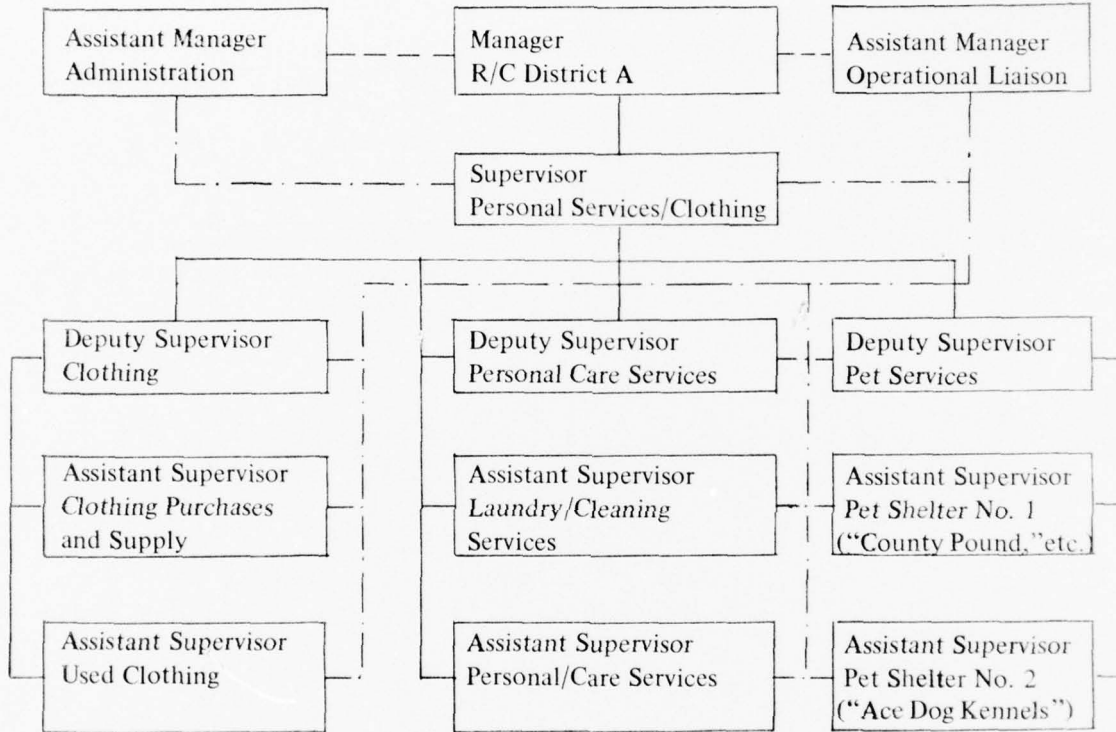 Assistant Manager
Administration
Manager
R/C District A
Assistant Manager
Operational Liaison
Supervisor
Personal Services/Clothing
Deputy Supervisor
Clothing
Deputy Supervisor
Personal Care Services
Deputy Supervisor
Pet Services
Assistant Supervisor
Clothing Purchases
and Supply
Assistant Supervisor
Laundry/Cleaning
Services
Assistant Supervisor
Pet Shelter No. 1
("County Pound,"etc.)
Assistant Supervisor
Used Clothing
Assistant Supervisor
Personal/Care Services
Assistant Supervisor
Pet Shelter No. 2
("Ace Dog Kennels")